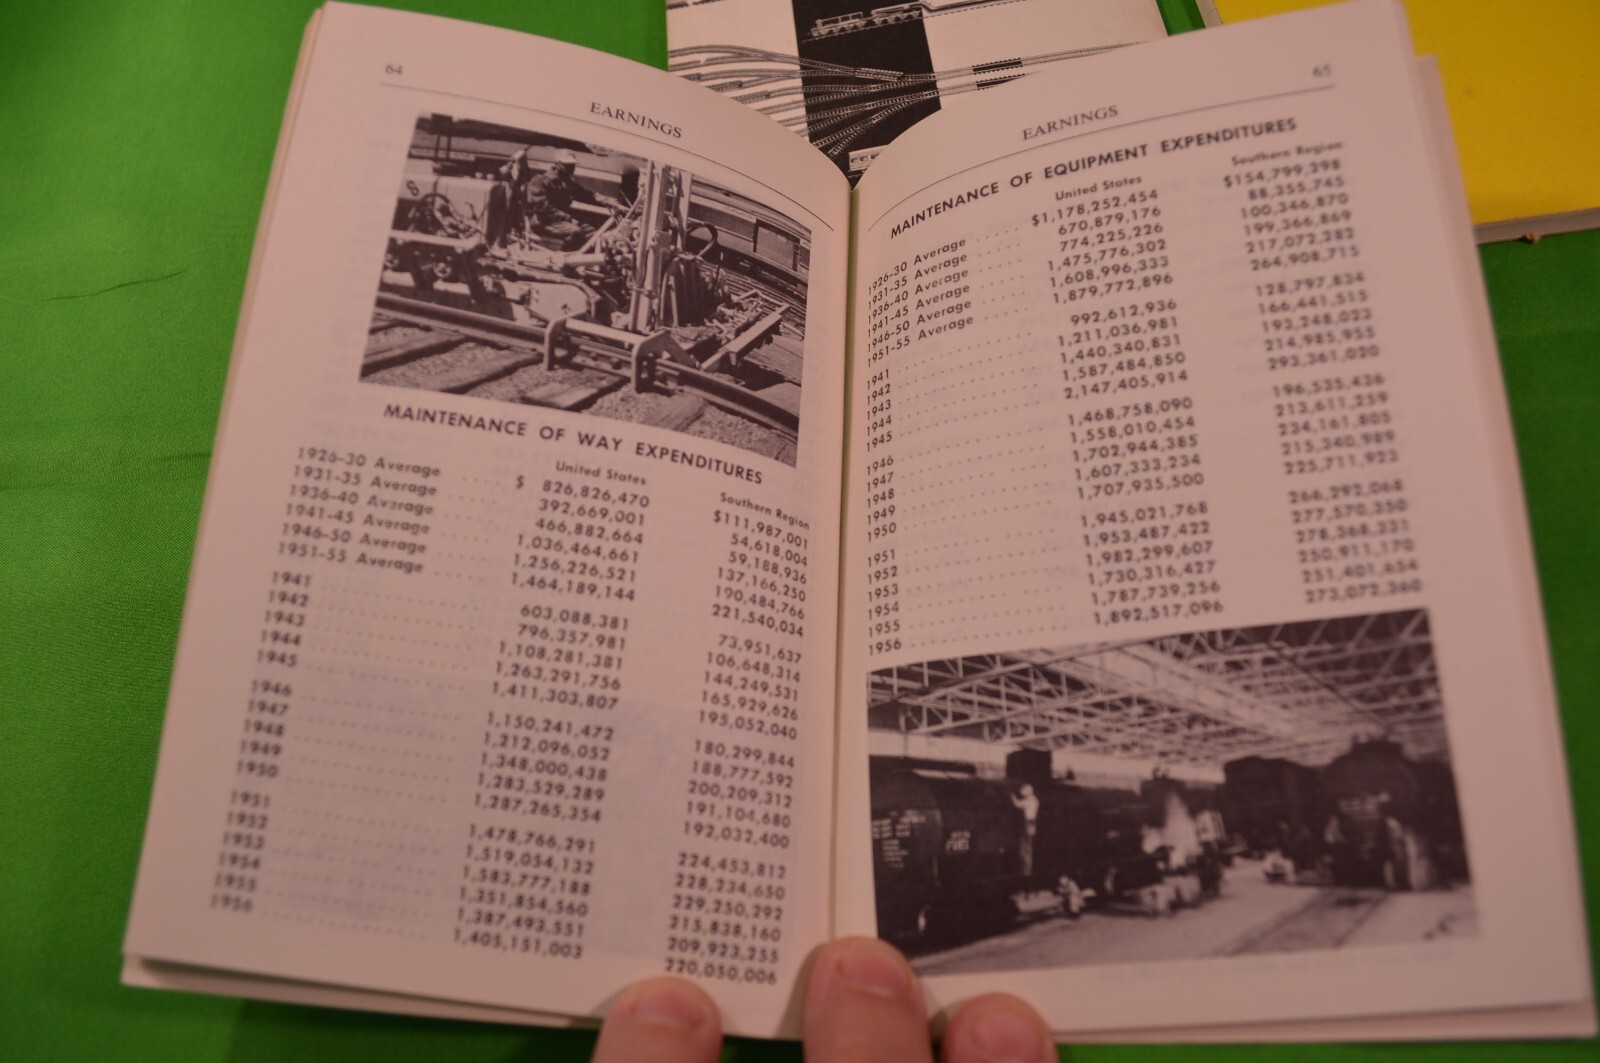 64
EARNINGS
MAINTENANCE OF WAY EXPENDITURES
United States Southern Region
1926-30 Average $ 826,826,470 $111,987,001
1931-35 Average 392,669,001 54,618,004
1936-40 Average 466,882,664 59,188,936
1941-45 Average 1,036,464,661 137,166,250
1946-50 Average 1,256,226,521 190,484,766
1951-55 Average 1,464,189,144 221,540,034
1941 603,088,381 73,951,637
1942 796,357,981 106,648,314
1943 1,108,281,381 144,249,531
1944 1,263,291,756 165,929,626
1945 1,411,303,807 195,052,040
1946 1,150,241,472 180,299,844
1947 1,212,096,052 188,777,592
1948 1,348,000,438 200,209,312
1949 1,283,529,289 191,104,680
1950 1,287,265,354 192,032,400
1951 1,478,766,291 224,453,812
1952 1,519,054,132 228,234,650
1953 1,583,777,188 229,250,292
1954 1,351,854,560 215,838,160
1955 1,387,493,551 209,923,255
1956 1,405,151,003 220,050,006
65
EARNINGS
MAINTENANCE OF EQUIPMENT EXPENDITURES
United States Southern Region
1926-30 Average $1,178,252,454 $154,799,298
1931-35 Average 670,879,176 88,355,745
1936-40 Average 774,225,226 100,346,870
1941-45 Average 1,475,776,302 199,366,869
1946-50 Average 1,608,996,333 217,072,282
1951-55 Average 1,879,772,896 264,908,715
1941 992,612,936 128,797,834
1942 1,211,036,981 166,441,515
1943 1,440,340,831 193,248,023
1944 1,587,484,850 214,985,955
1945 2,147,405,914 293,361,020
1946 1,468,758,090 196,535,436
1947 1,558,010,454 213,611,259
1948 1,702,944,385 234,161,805
1949 1,607,333,234 215,340,989
1950 1,707,935,500 225,711,923
1951 1,945,021,768 266,292,068
1952 1,953,487,422 277,570,350
1953 1,982,299,607 278,368,331
1954 1,730,316,427 250,911,170
1955 1,787,739,256 251,401,654
1956 1,892,517,096 273,072,360
FUEL